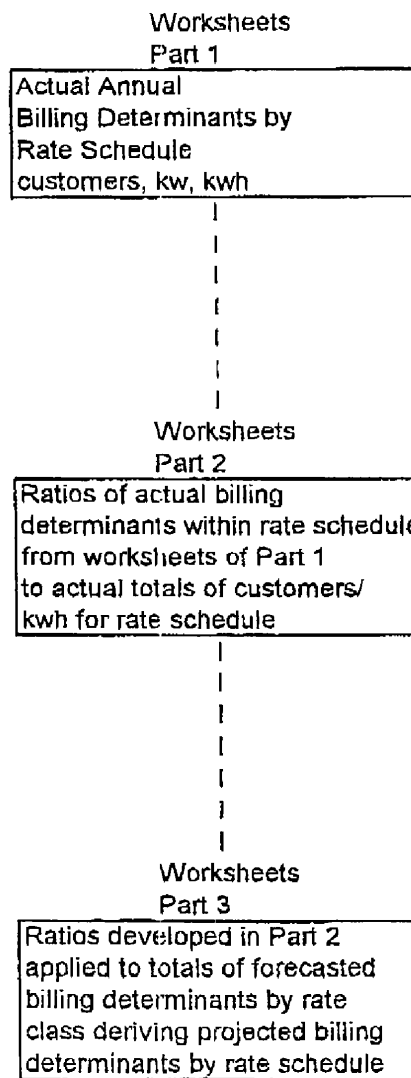 Worksheets
Part 1
Actual Annual
Billing Determinants by
Rate Schedule
customers, kw, kwh
Worksheets
Part 2
Ratios of actual billing
determinants within rate schedule
from worksheets of Part 1
to actual totals of customers/
kwh for rate schedule
Worksheets
Part 3
Ratios developed in Part 2
applied to totals of forecasted
billing determinants by rate
class deriving projected billing
determinants by rate schedule